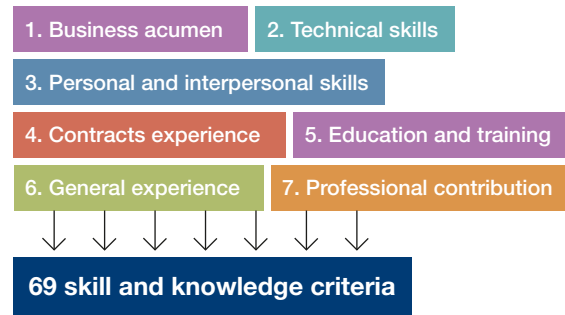 1. Business acumen
2. Technical skills
3. Personal and interpersonal skills
4. Contracts experience
5. Education and training
6. General experience
7. Professional contribution
69 skill and knowledge criteria